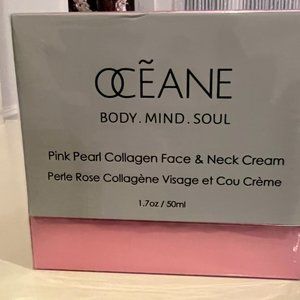 OCẼANE
BODY.MIND.SOUL
Pink Pearl Collagen Face & Neck Cream
Perle Rose Collagène Visage et Cou Crème
1.7oz / 50ml